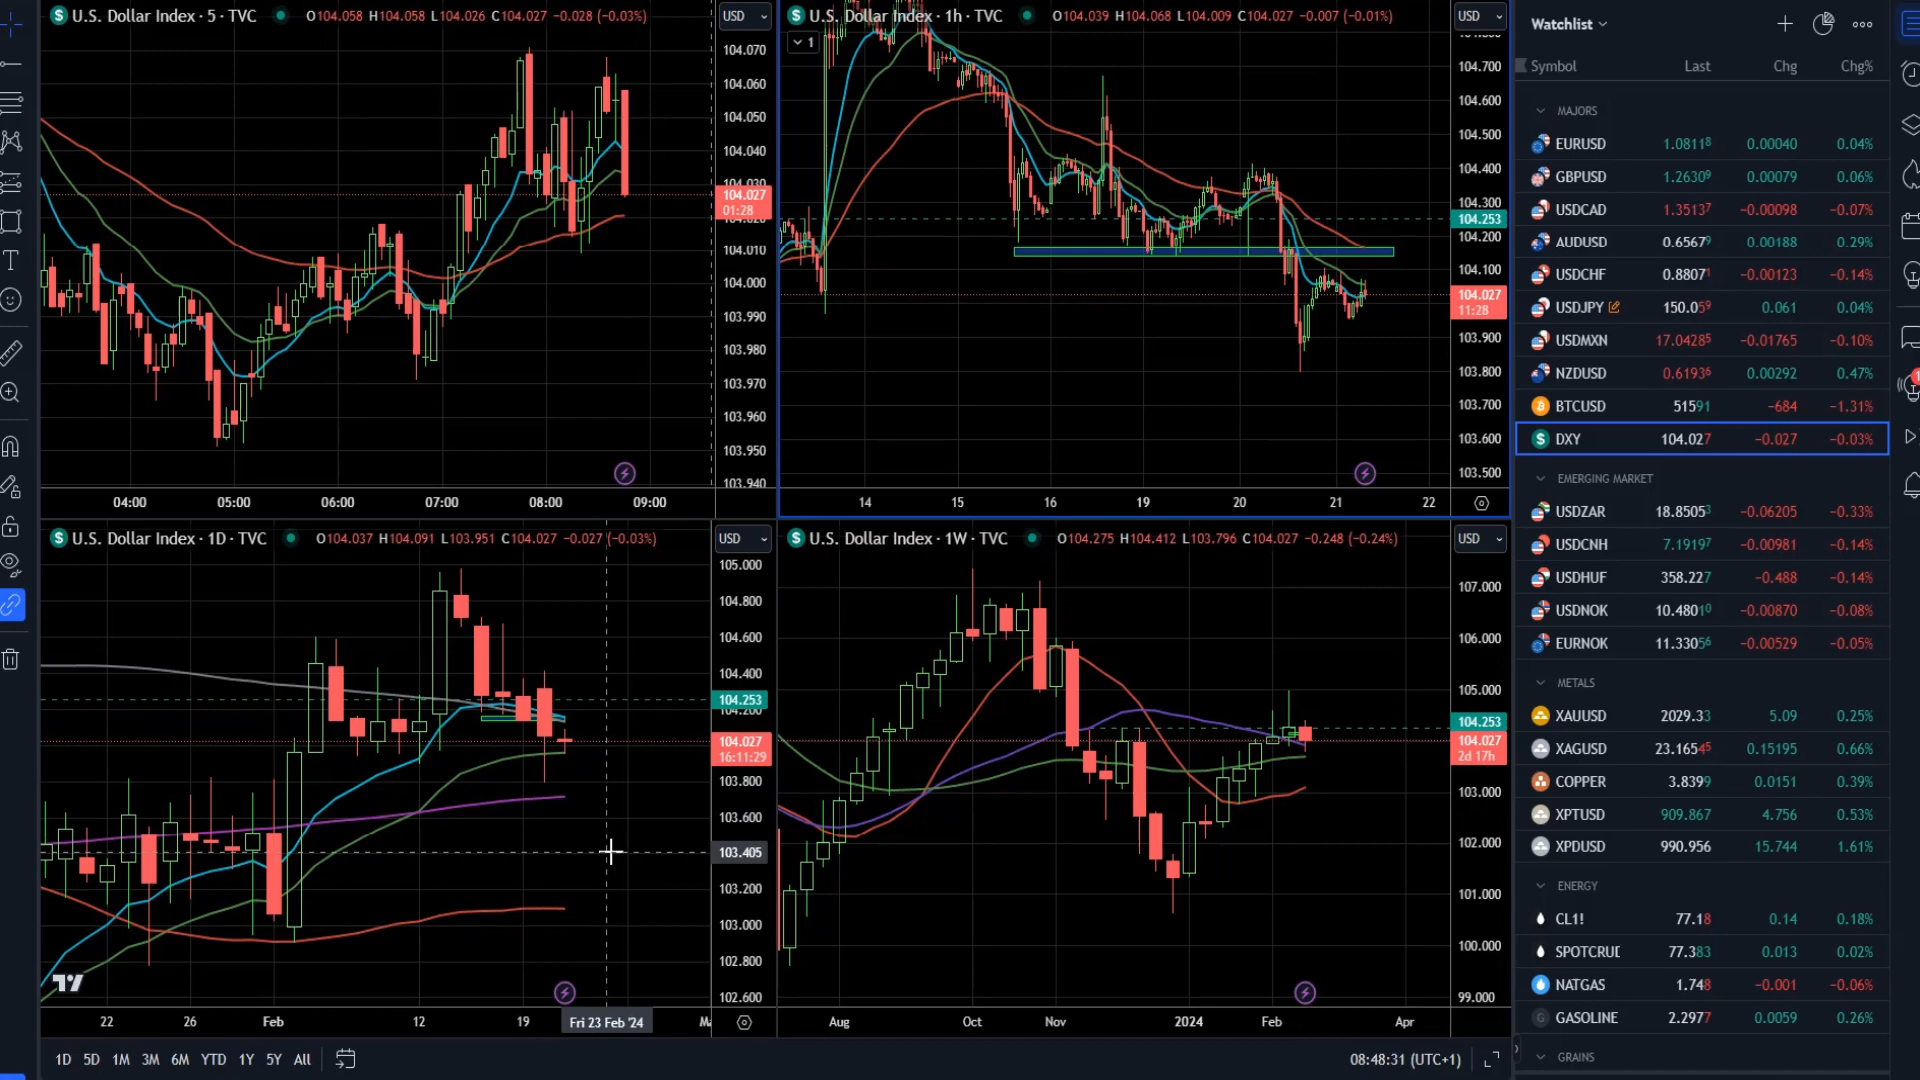 U.S. Dollar Index · 5 · TVC O104.058 H104.058 L104.026 C104.027 −0.028 (−0.03%) USD
104.070
104.060
104.050
104.040
104.030
104.027
01:28
104.010
104.000
103.990
103.980
103.970
103.960
103.950
103.940
04:00 05:00 06:00 07:00 08:00 09:00
U.S. Dollar Index · 1h · TVC O104.039 H104.068 L104.009 C104.027 −0.007 (−0.01%) USD
1
104.700
104.600
104.500
104.400
104.300
104.253
104.200
104.100
104.027
11:28
103.900
103.800
103.700
103.600
103.500
14 15 16 19 20 21 22
U.S. Dollar Index · 1D · TVC O104.037 H104.091 L103.951 C104.027 −0.027 (−0.03%) USD
105.000
104.800
104.600
104.400
104.253
104.200
104.027
16:11:29
103.800
103.600
103.405
103.200
103.000
102.800
102.600
22 26 Feb 12 19 Fri 23 Feb '24
U.S. Dollar Index · 1W · TVC O104.275 H104.412 L103.796 C104.027 −0.248 (−0.24%) USD
107.000
106.000
105.000
104.253
104.027
2d 17h
103.000
102.000
101.000
100.000
99.000
Aug Oct Nov 2024 Feb Apr
1D 5D 1M 3M 6M YTD 1Y 5Y All
08:48:31 (UTC+1)
Watchlist
Symbol Last Chg Chg%
MAJORS
EURUSD 1.08118 0.00040 0.04%
GBPUSD 1.26309 0.00079 0.06%
USDCAD 1.35137 −0.00098 −0.07%
AUDUSD 0.65679 0.00188 0.29%
USDCHF 0.88071 −0.00123 −0.14%
USDJPY 150.059 0.061 0.04%
USDMXN 17.04285 −0.01765 −0.10%
NZDUSD 0.61936 0.00292 0.47%
BTCUSD 51591 −684 −1.31%
DXY 104.027 −0.027 −0.03%
EMERGING MARKET
USDZAR 18.85053 −0.06205 −0.33%
USDCNH 7.19197 −0.00981 −0.14%
USDHUF 358.227 −0.488 −0.14%
USDNOK 10.48010 −0.00870 −0.08%
EURNOK 11.33056 −0.00529 −0.05%
METALS
XAUUSD 2029.33 5.09 0.25%
XAGUSD 23.16545 0.15195 0.66%
COPPER 3.8399 0.0151 0.39%
XPTUSD 909.867 4.756 0.53%
XPDUSD 990.956 15.744 1.61%
ENERGY
CL1! 77.18 0.14 0.18%
SPOTCRUD 77.383 0.013 0.02%
NATGAS 1.748 −0.001 −0.06%
GASOLINE 2.2977 0.0059 0.26%
GRAINS